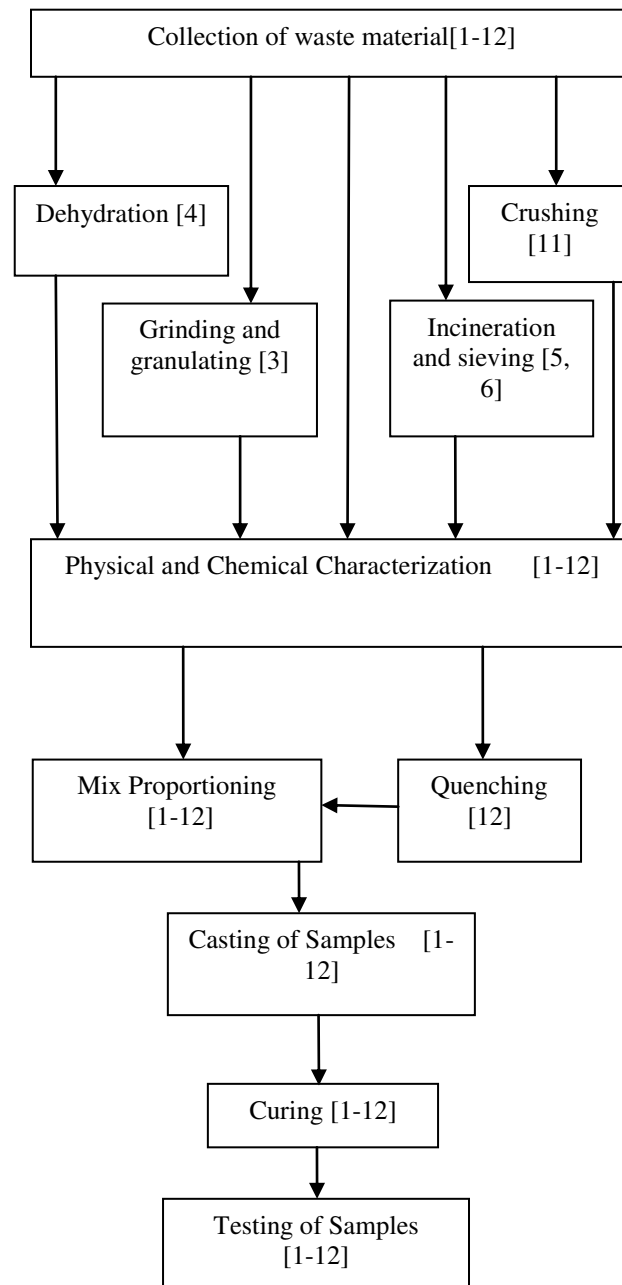 Collection of waste material[1-12]
Dehydration [4]
Crushing
[11]
Grinding and
granulating [3]
Incineration
and sieving [5,
6]
Physical and Chemical Characterization [1-12]
Mix Proportioning
[1-12]
Quenching
[12]
Casting of Samples [1-
12]
Curing [1-12]
Testing of Samples
[1-12]